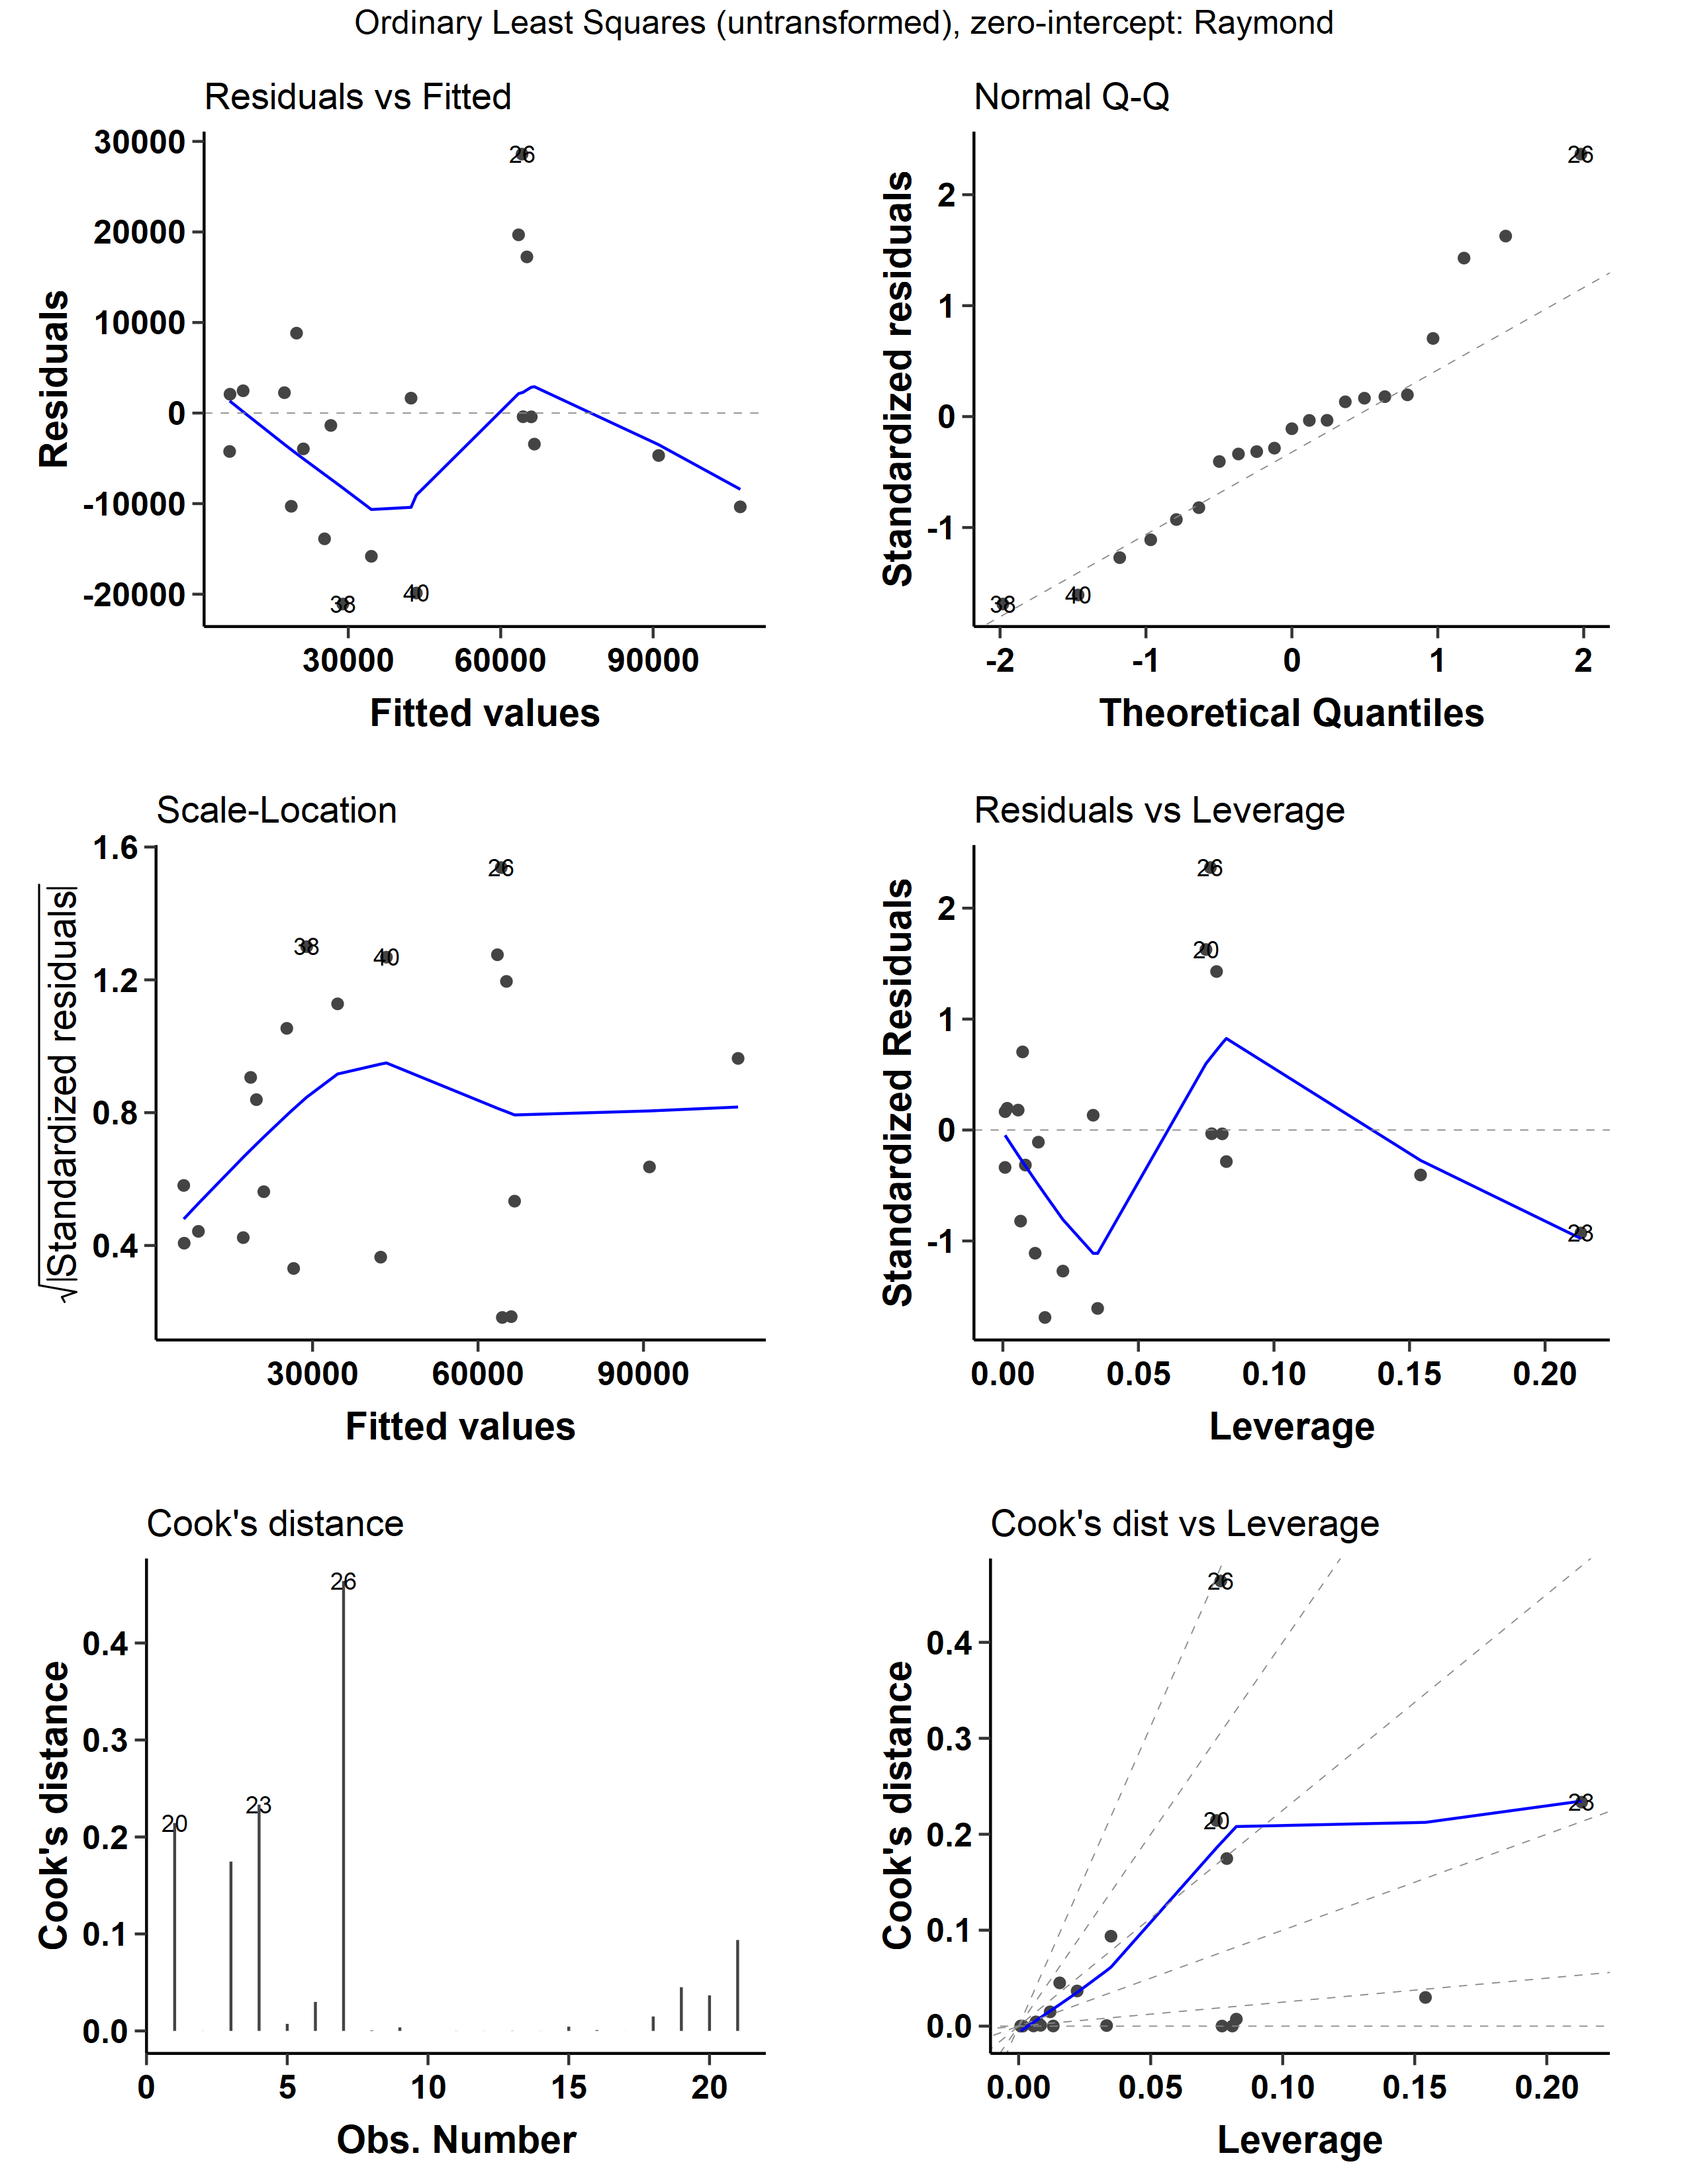 Ordinary Least Squares (untransformed), zero-intercept: Raymond
Residuals vs Fitted
30000
20000
10000
0
-10000
-20000
Residuals
26
38
40
30000 60000 90000
Fitted values
Normal Q-Q
2
1
0
-1
Standardized residuals
26
38
40
-2 -1 0 1 2
Theoretical Quantiles
Scale-Location
1.6
1.2
0.8
0.4
√|Standardized residuals|
26
38
40
30000 60000 90000
Fitted values
Residuals vs Leverage
2
1
0
-1
Standardized Residuals
26
20
23
0.00 0.05 0.10 0.15 0.20
Leverage
Cook's distance
0.4
0.3
0.2
0.1
0.0
Cook's distance
26
23
20
0 5 10 15 20
Obs. Number
Cook's dist vs Leverage
0.4
0.3
0.2
0.1
0.0
Cook's distance
26
20
23
0.00 0.05 0.10 0.15 0.20
Leverage